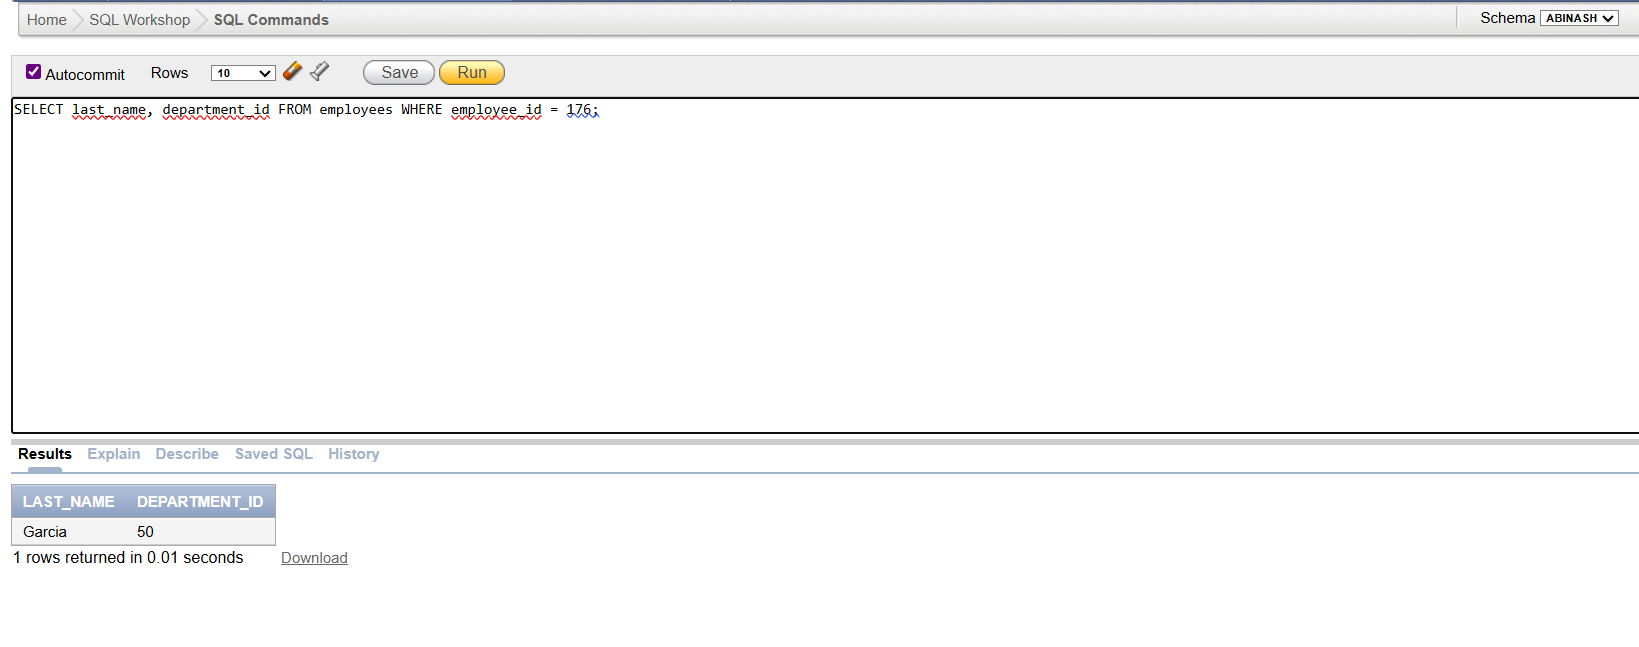 Home SQL Workshop SQL Commands Schema ABINASH
Autocommit Rows 10 Save Run
SELECT last_name, department_id FROM employees WHERE employee_id = 176;
Results Explain Describe Saved SQL History
LAST_NAME DEPARTMENT_ID
Garcia 50
1 rows returned in 0.01 seconds Download